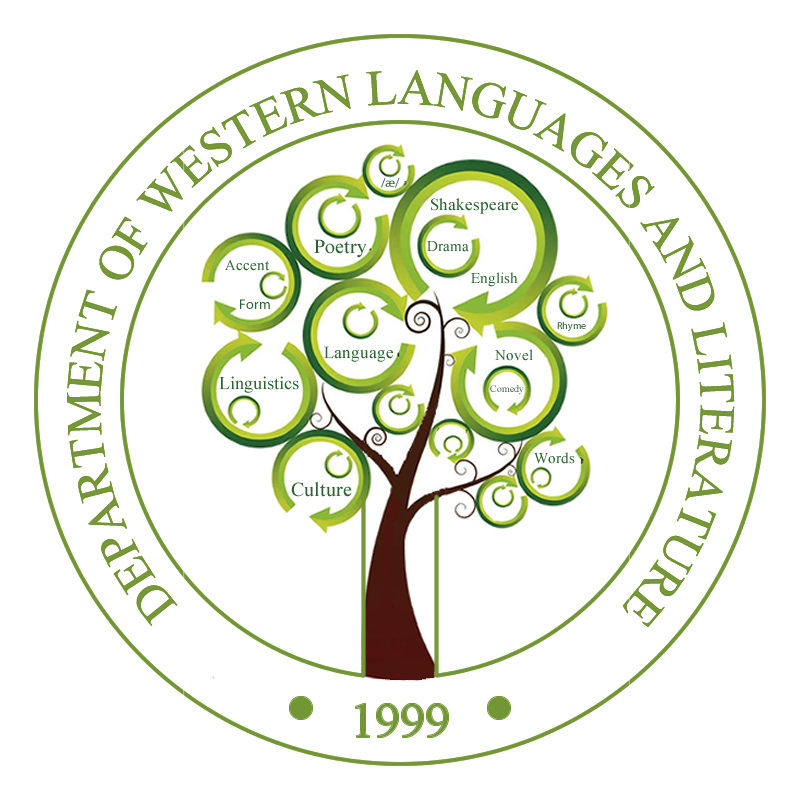 DEPARTMENT OF WESTERN LANGUAGES AND LITERATURE
/æ/
Shakespeare
Poetry
Drama
Accent
English
Form
Rhyme
Language
Novel
Linguistics
Comedy
Words
Culture
1999